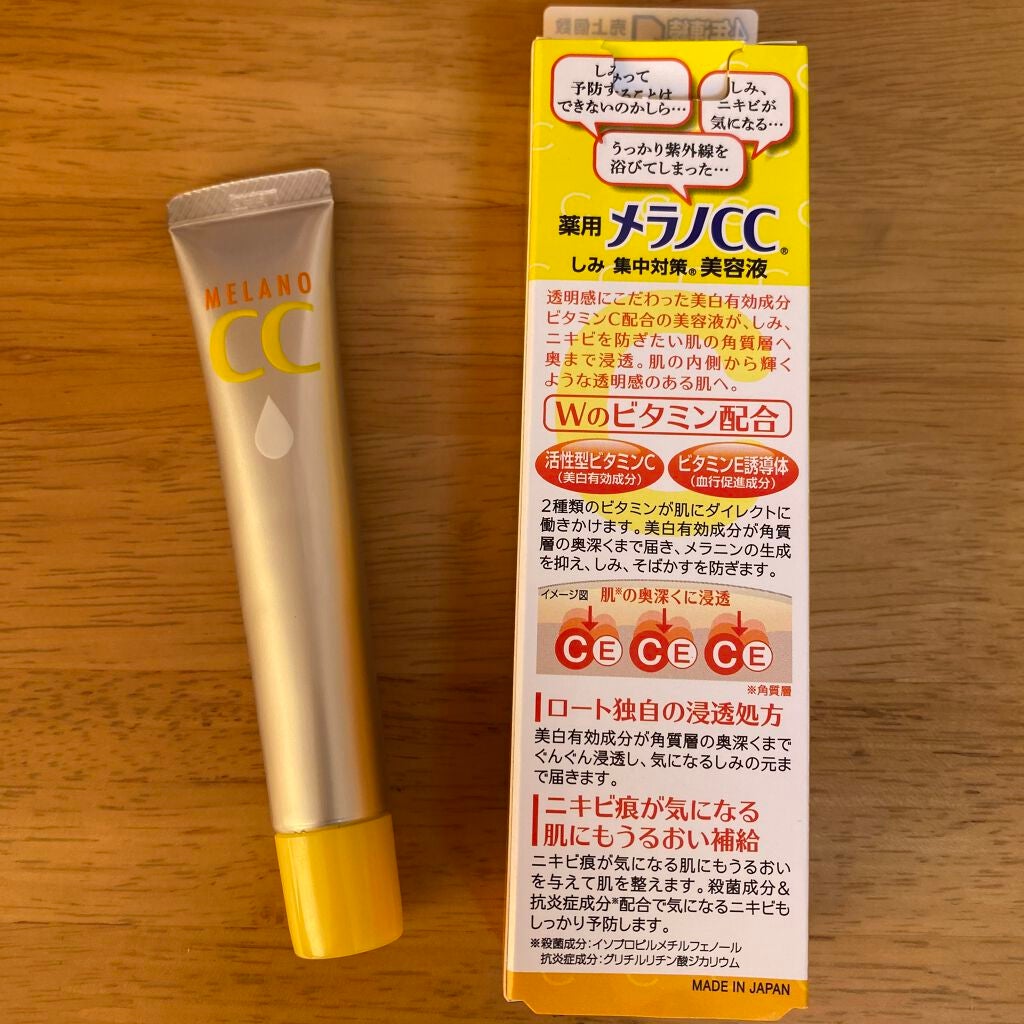 MELANO
CC
4年連続
売上個数
しみって
予防することは
できないのかしら…
しみ、
ニキビが
気になる…
うっかり紫外線を
浴びてしまった…
薬用 メラノCC®
しみ 集中対策® 美容液
透明感にこだわった美白有効成分
ビタミンC配合の美容液が、しみ、
ニキビを防ぎたい肌の角質層へ
奥まで浸透。肌の内側から輝く
ような透明感のある肌へ。
Wのビタミン配合
活性型ビタミンC
(美白有効成分)
ビタミンE誘導体
(血行促進成分)
2種類のビタミンが肌にダイレクトに
働きかけます。美白有効成分が角質
層の奥深くまで届き、メラニンの生成
を抑え、しみ、そばかすを防ぎます。
イメージ図 肌※の奥深くに浸透
C E C E C E
※角質層
ロート独自の浸透処方
美白有効成分が角質層の奥深くまで
ぐんぐん浸透し、気になるしみの元ま
で届きます。
ニキビ痕が気になる
肌にもうるおい補給
ニキビ痕が気になる肌にもうるおい
を与えて肌を整えます。殺菌成分&
抗炎症成分※配合で気になるニキビも
しっかり予防します。
※殺菌成分:イソプロピルメチルフェノール
抗炎症成分:グリチルリチン酸ジカリウム
MADE IN JAPAN